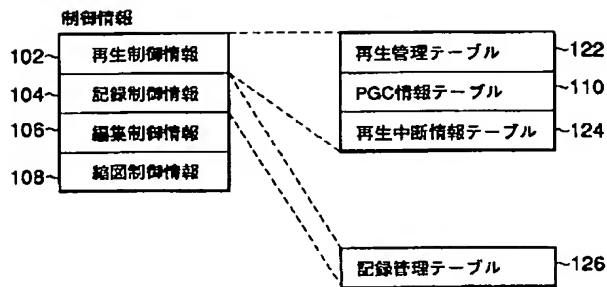 制御情報
102 再生制御情報
104 記録制御情報
106 編集制御情報
108 縮図制御情報
再生管理テーブル 122
PGC情報テーブル 110
再生中断情報テーブル 124
記録管理テーブル 126